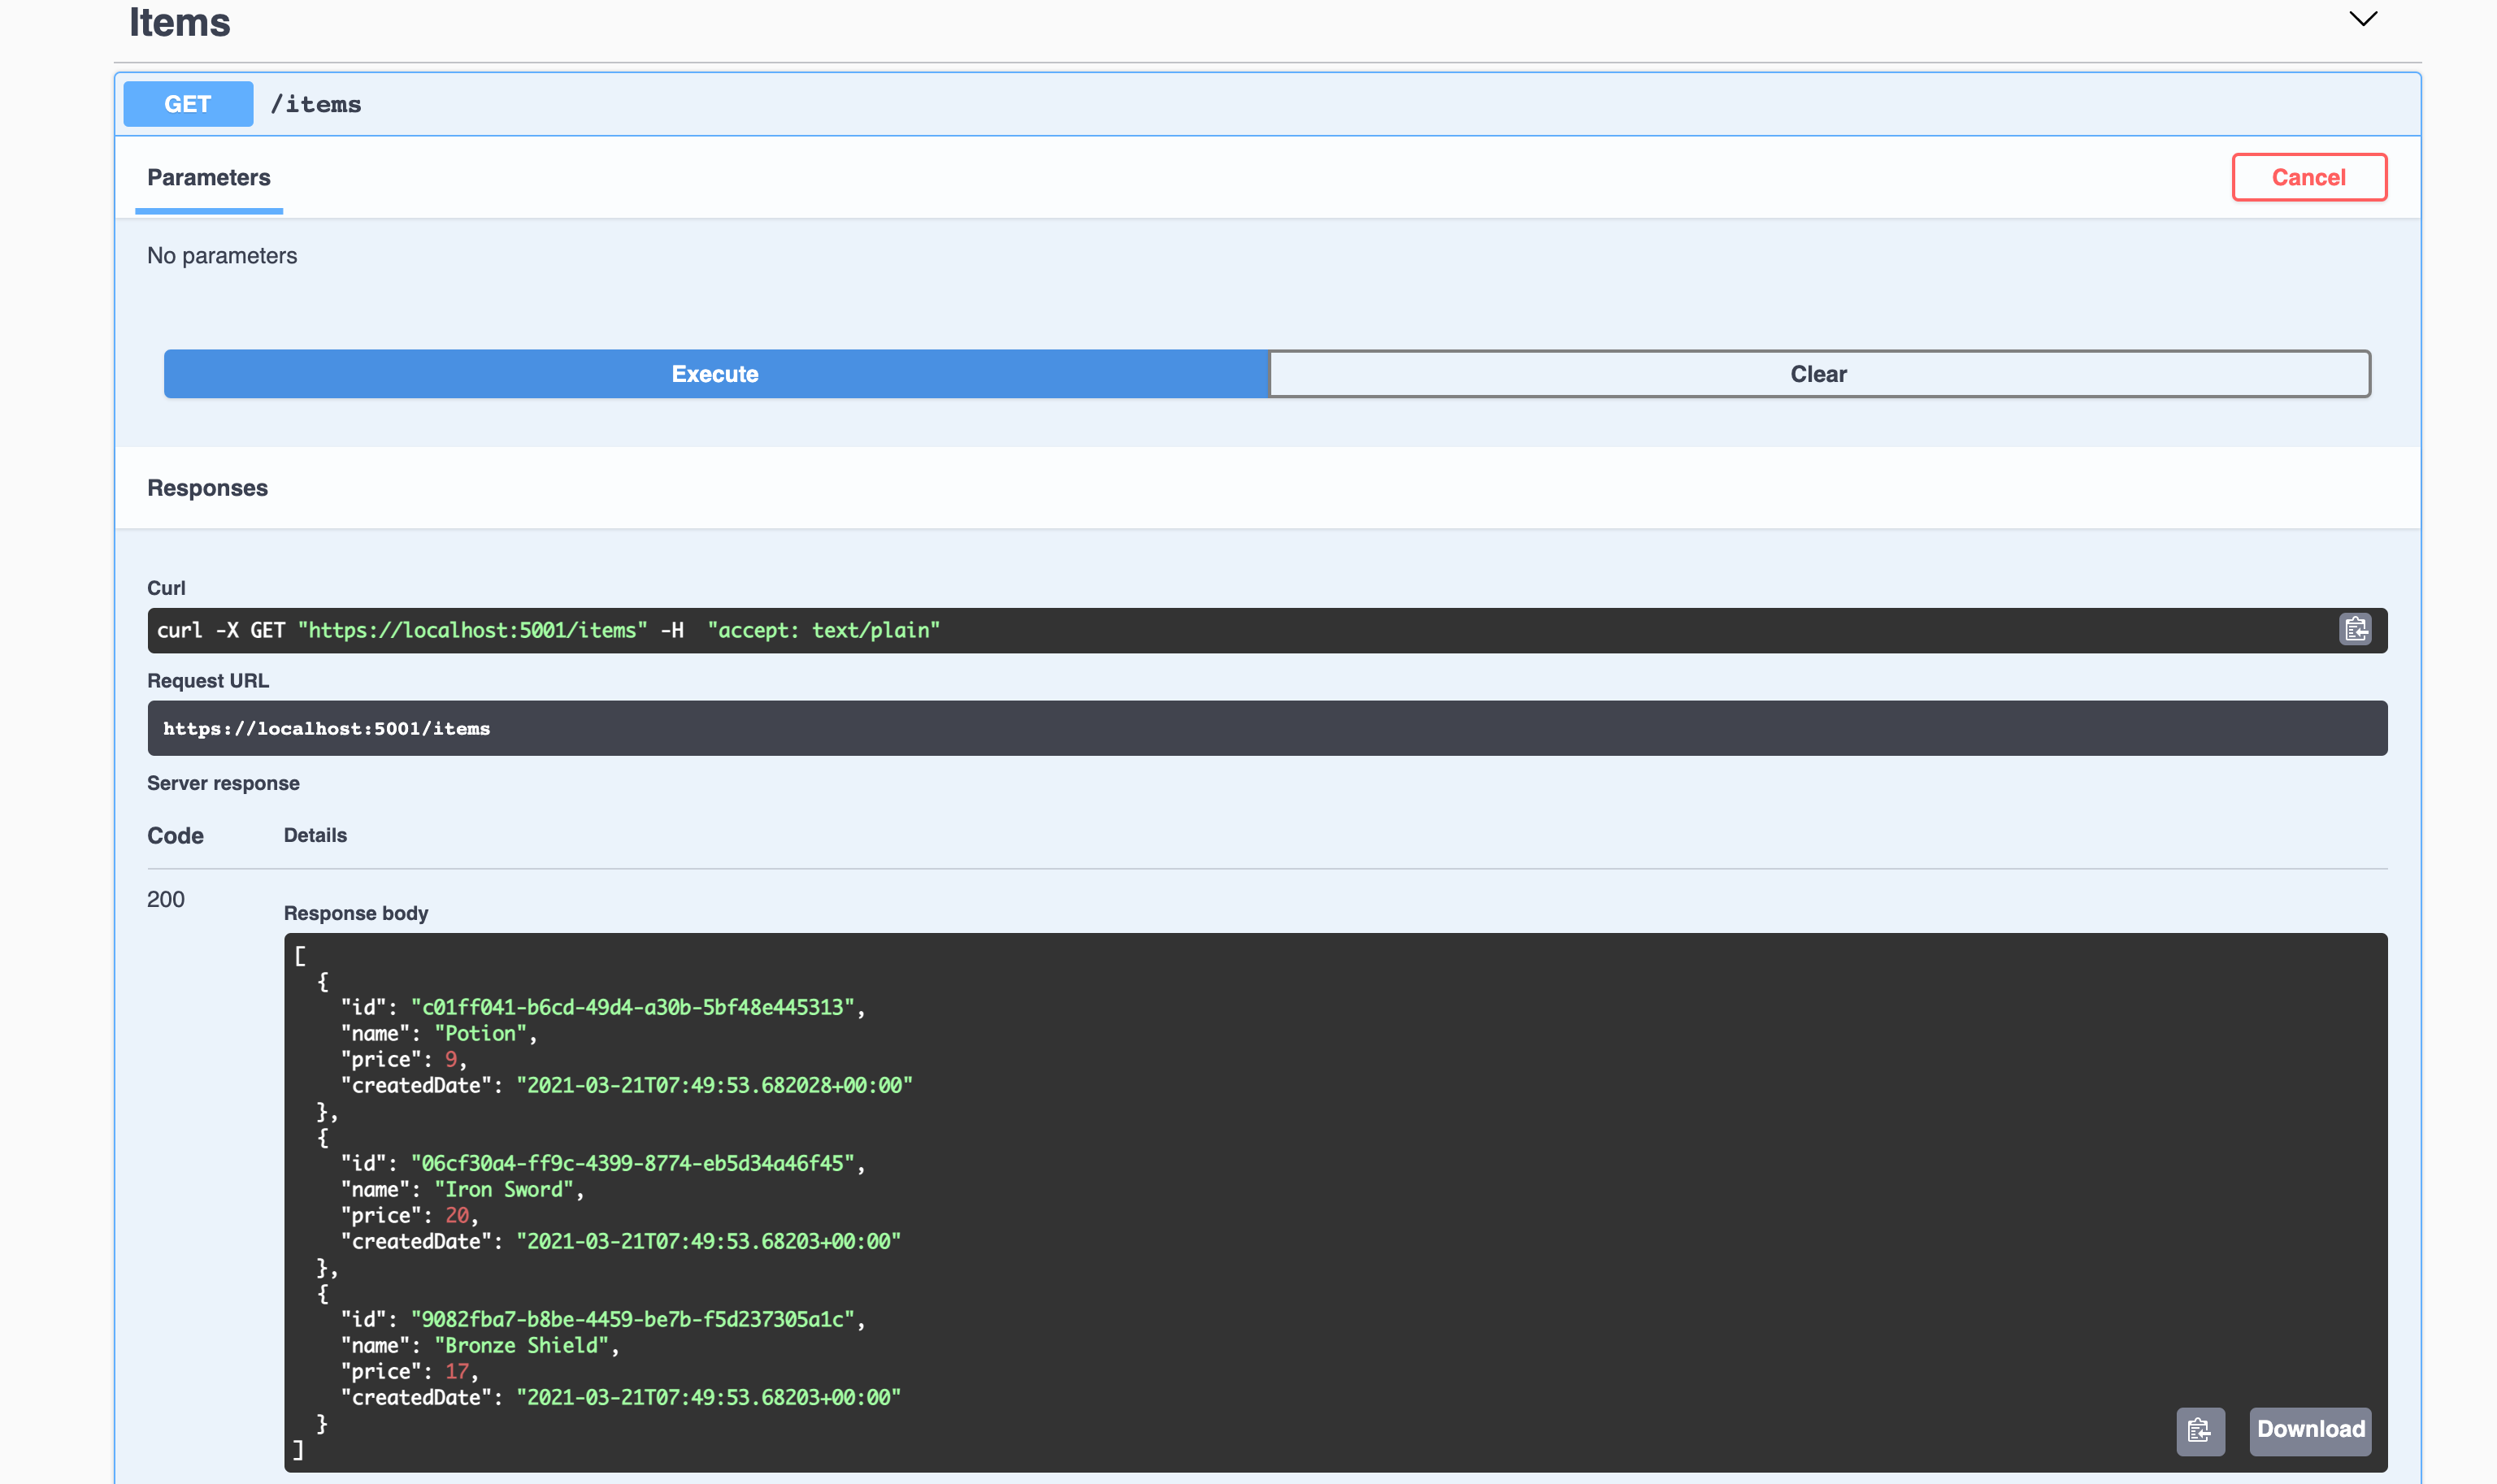 Items
GET /items
Parameters
Cancel
No parameters
Execute
Clear
Responses
Curl
curl -X GET "https://localhost:5001/items" -H  "accept: text/plain"
Request URL
https://localhost:5001/items
Server response
Code Details
200
Response body
[
  {
    "id": "c01ff041-b6cd-49d4-a30b-5bf48e445313",
    "name": "Potion",
    "price": 9,
    "createdDate": "2021-03-21T07:49:53.682028+00:00"
  },
  {
    "id": "06cf30a4-ff9c-4399-8774-eb5d34a46f45",
    "name": "Iron Sword",
    "price": 20,
    "createdDate": "2021-03-21T07:49:53.68203+00:00"
  },
  {
    "id": "9082fba7-b8be-4459-be7b-f5d237305a1c",
    "name": "Bronze Shield",
    "price": 17,
    "createdDate": "2021-03-21T07:49:53.68203+00:00"
  }
]
Download